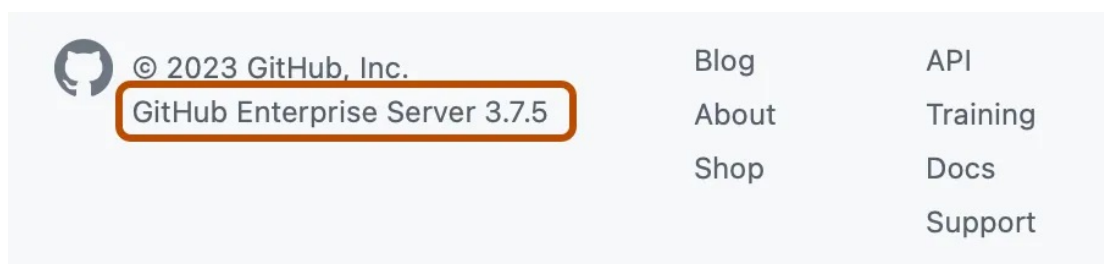 © 2023 GitHub, Inc.
GitHub Enterprise Server 3.7.5
Blog
About
Shop
API
Training
Docs
Support